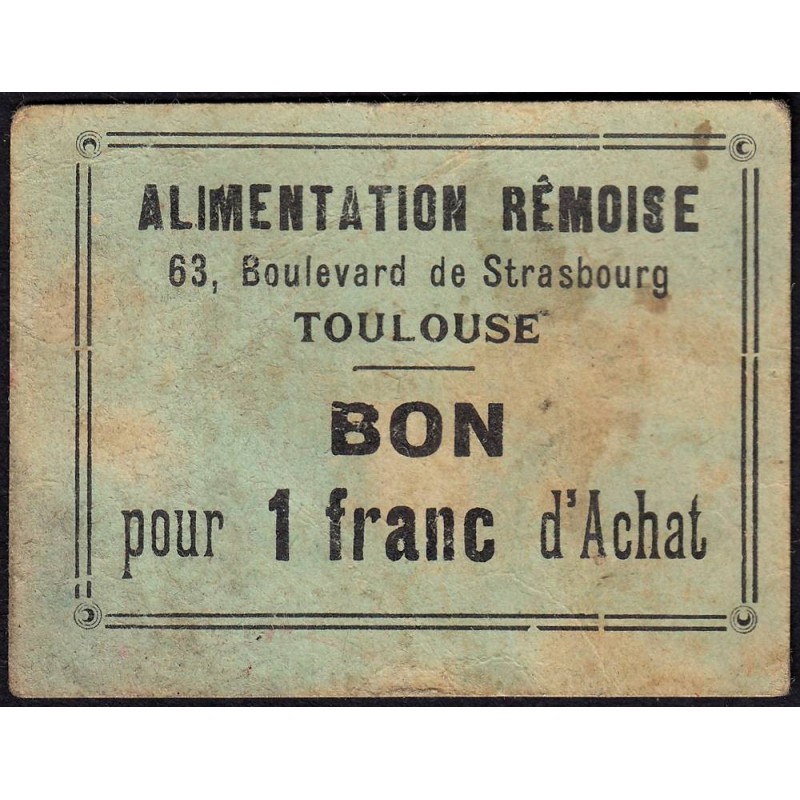 ALIMENTATION RÊMOISE
63, Boulevard de Strasbourg
TOULOUSE
BON
pour 1 franc d'Achat